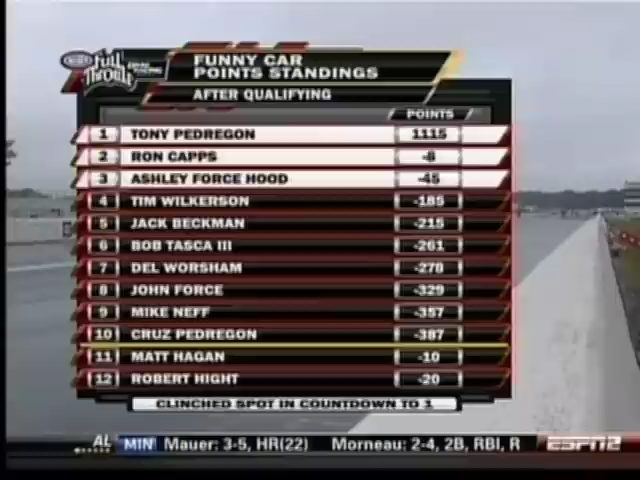 NHRA Full Throttle DRAG RACING
FUNNY CAR
POINTS STANDINGS
AFTER QUALIFYING
POINTS
1 TONY PEDREGON 1115
2 RON CAPPS -8
3 ASHLEY FORCE HOOD -45
4 TIM WILKERSON -185
5 JACK BECKMAN -215
6 BOB TASCA III -261
7 DEL WORSHAM -278
8 JOHN FORCE -329
9 MIKE NEFF -357
10 CRUZ PEDREGON -387
11 MATT HAGAN -10
12 ROBERT HIGHT -20
CLINCHED SPOT IN COUNTDOWN TO 1
AL MIN Mauer: 3-5, HR(22) Morneau: 2-4, 2B, RBI, R ESPN2